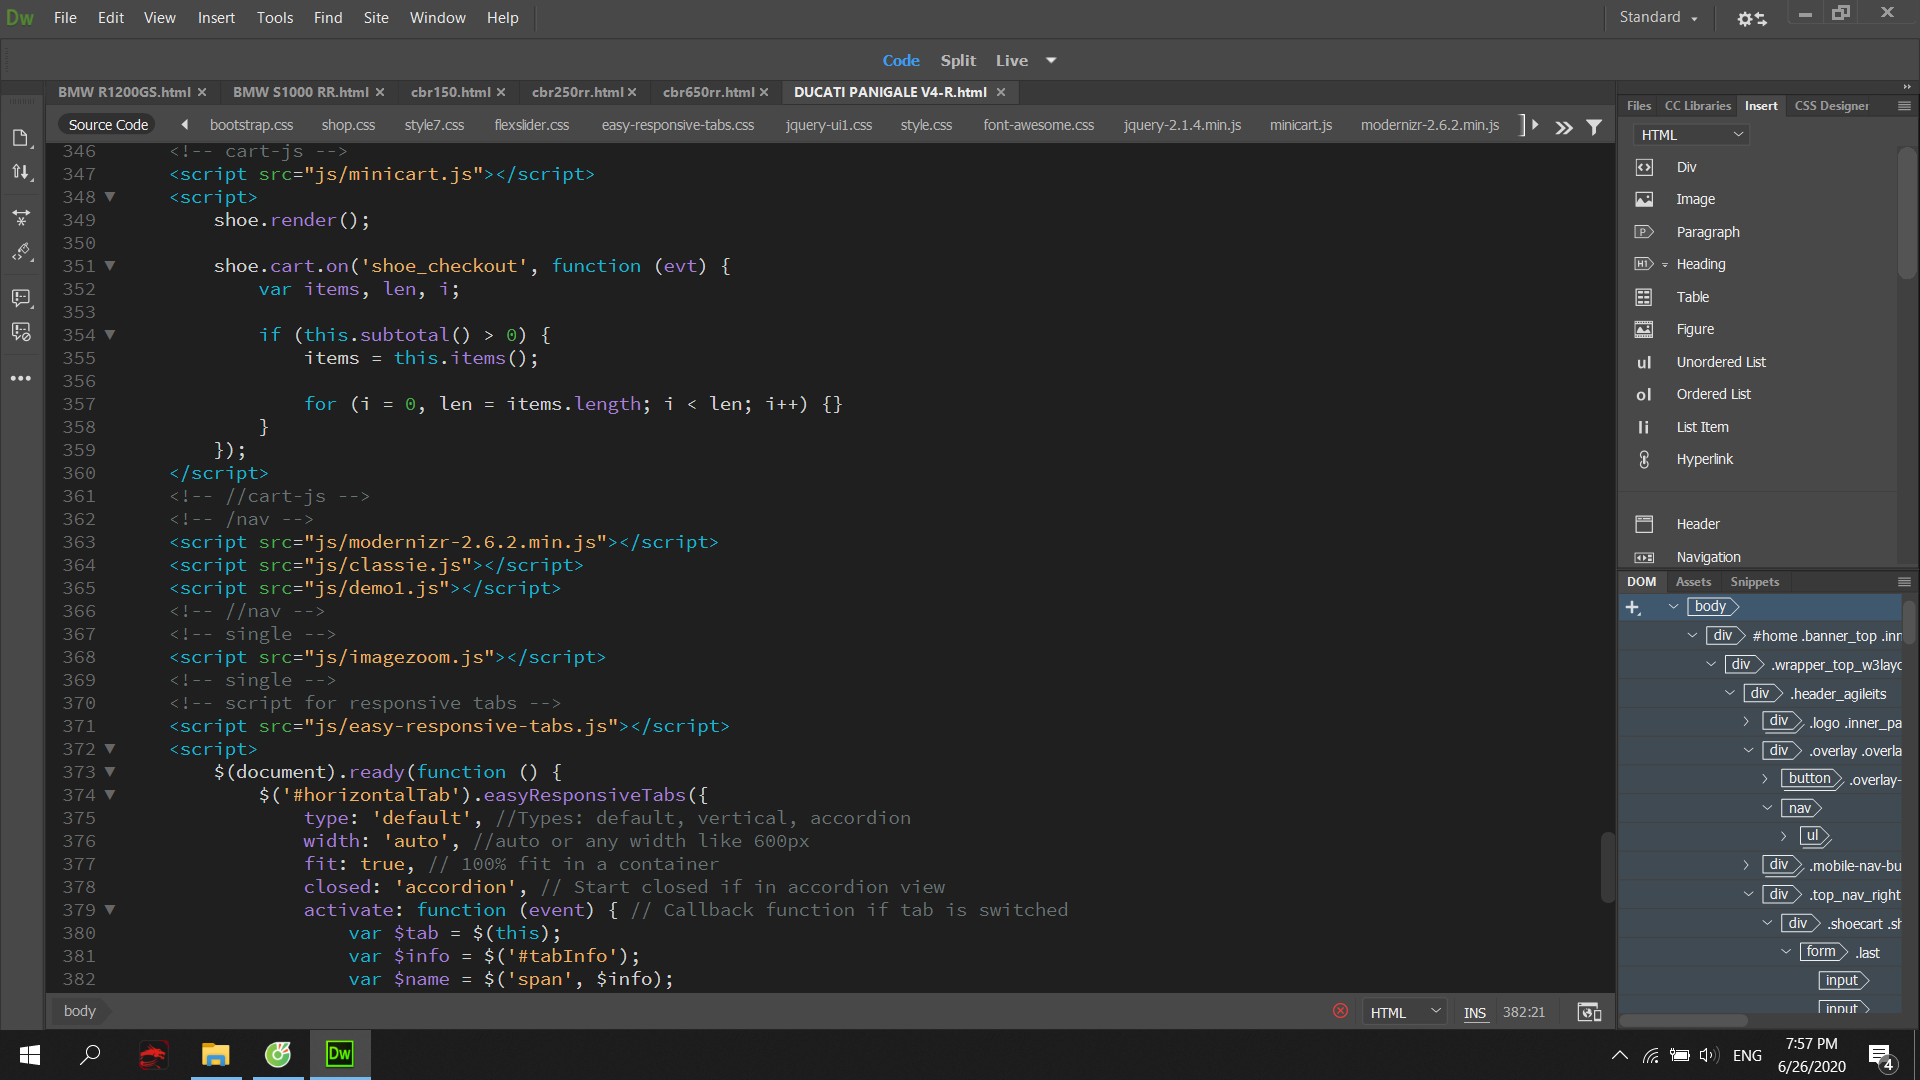 Dw File Edit View Insert Tools Find Site Window Help Standard
Code Split Live
BMW R1200GS.html BMW S1000 RR.html cbr150.html cbr250rr.html cbr650rr.html DUCATI PANIGALE V4-R.html
Source Code bootstrap.css shop.css style7.css flexslider.css easy-responsive-tabs.css jquery-ui1.css style.css font-awesome.css jquery-2.1.4.min.js minicart.js modernizr-2.6.2.min.js
346 <!-- cart-js -->
347 <script src="js/minicart.js"></script>
348 <script>
349 shoe.render();
350
351 shoe.cart.on('shoe_checkout', function (evt) {
352 var items, len, i;
353
354 if (this.subtotal() > 0) {
355 items = this.items();
356
357 for (i = 0, len = items.length; i < len; i++) {}
358 }
359 });
360 </script>
361 <!-- //cart-js -->
362 <!-- /nav -->
363 <script src="js/modernizr-2.6.2.min.js"></script>
364 <script src="js/classie.js"></script>
365 <script src="js/demo1.js"></script>
366 <!-- //nav -->
367 <!-- single -->
368 <script src="js/imagezoom.js"></script>
369 <!-- single -->
370 <!-- script for responsive tabs -->
371 <script src="js/easy-responsive-tabs.js"></script>
372 <script>
373 $(document).ready(function () {
374 $('#horizontalTab').easyResponsiveTabs({
375 type: 'default', //Types: default, vertical, accordion
376 width: 'auto', //auto or any width like 600px
377 fit: true, // 100% fit in a container
378 closed: 'accordion', // Start closed if in accordion view
379 activate: function (event) { // Callback function if tab is switched
380 var $tab = $(this);
381 var $info = $('#tabInfo');
382 var $name = $('span', $info);
body HTML INS 382:21
Files CC Libraries Insert CSS Designer
HTML
Div
Image
P Paragraph
H1 Heading
Table
Figure
ul Unordered List
ol Ordered List
li List Item
Hyperlink
Header
Navigation
DOM Assets Snippets
body
div #home .banner_top .inn
div .wrapper_top_w3layo
div .header_agileits
div .logo .inner_pa
div .overlay .overla
button .overlay-
nav
ul
div .mobile-nav-bu
div .top_nav_right
div .shoecart .sh
form .last
input
input
Dw ENG 7:57 PM
6/26/2020 4